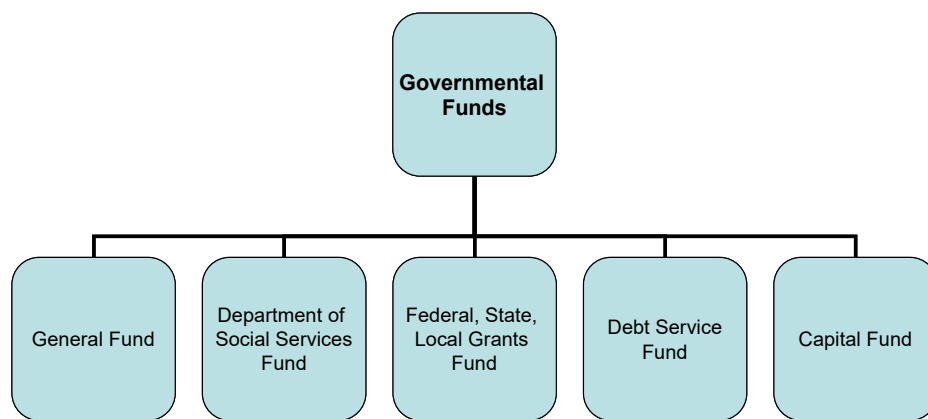 Governmental
Funds
General Fund
Department of
Social Services
Fund
Federal, State,
Local Grants
Fund
Debt Service
Fund
Capital Fund